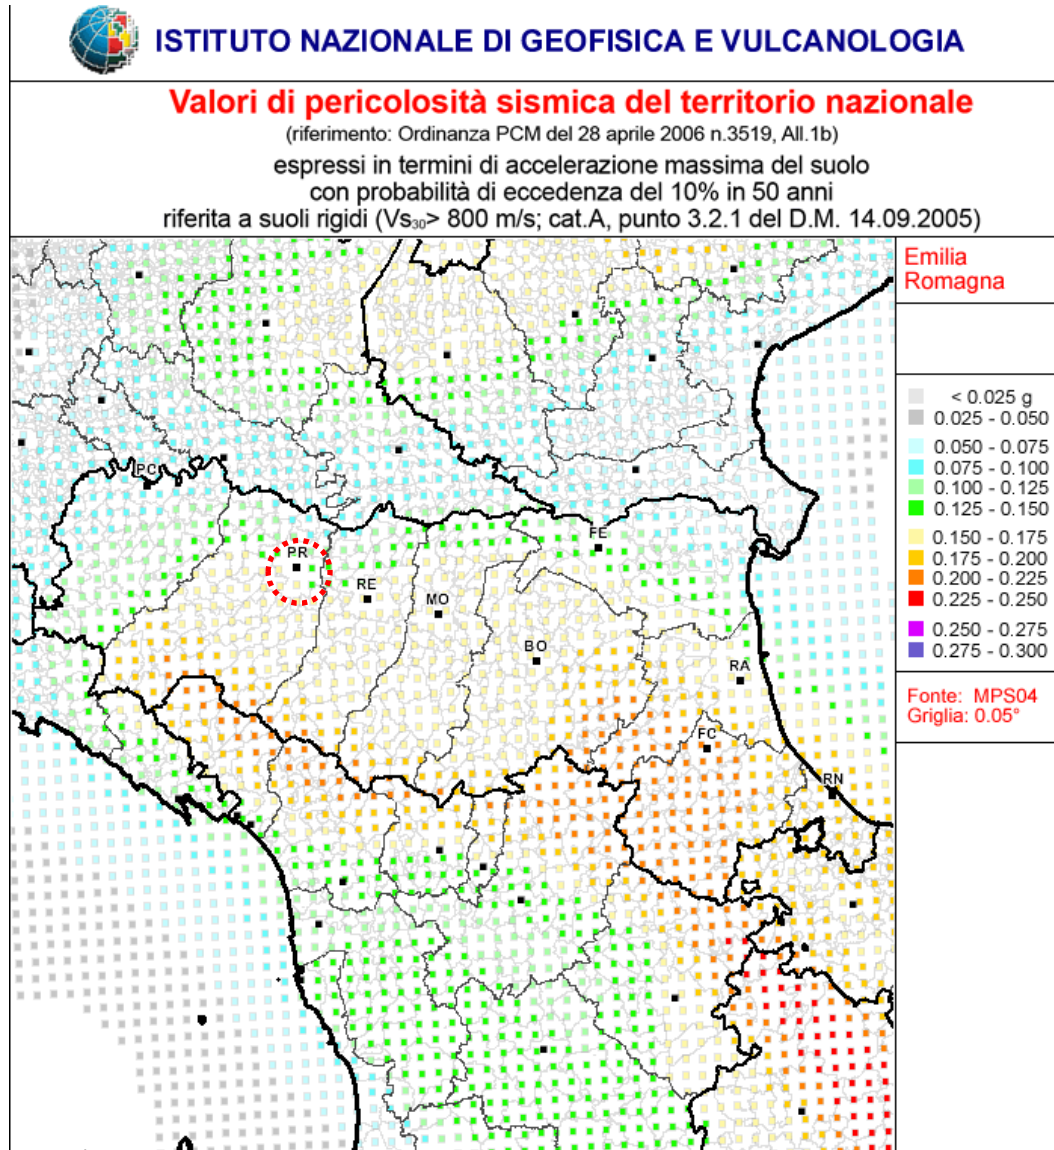 ISTITUTO NAZIONALE DI GEOFISICA E VULCANOLOGIA
Valori di pericolosità sismica del territorio nazionale
(riferimento: Ordinanza PCM del 28 aprile 2006 n.3519, All.1b)
espressi in termini di accelerazione massima del suolo
con probabilità di eccedenza del 10% in 50 anni
riferita a suoli rigidi (Vs30> 800 m/s; cat.A, punto 3.2.1 del D.M. 14.09.2005)
Emilia
Romagna
< 0.025 g
0.025 - 0.050
0.050 - 0.075
0.075 - 0.100
0.100 - 0.125
0.125 - 0.150
0.150 - 0.175
0.175 - 0.200
0.200 - 0.225
0.225 - 0.250
0.250 - 0.275
0.275 - 0.300
Fonte: MPS04
Griglia: 0.05°
PC
PR
FE
RE
MO
BO
RA
FC
RN